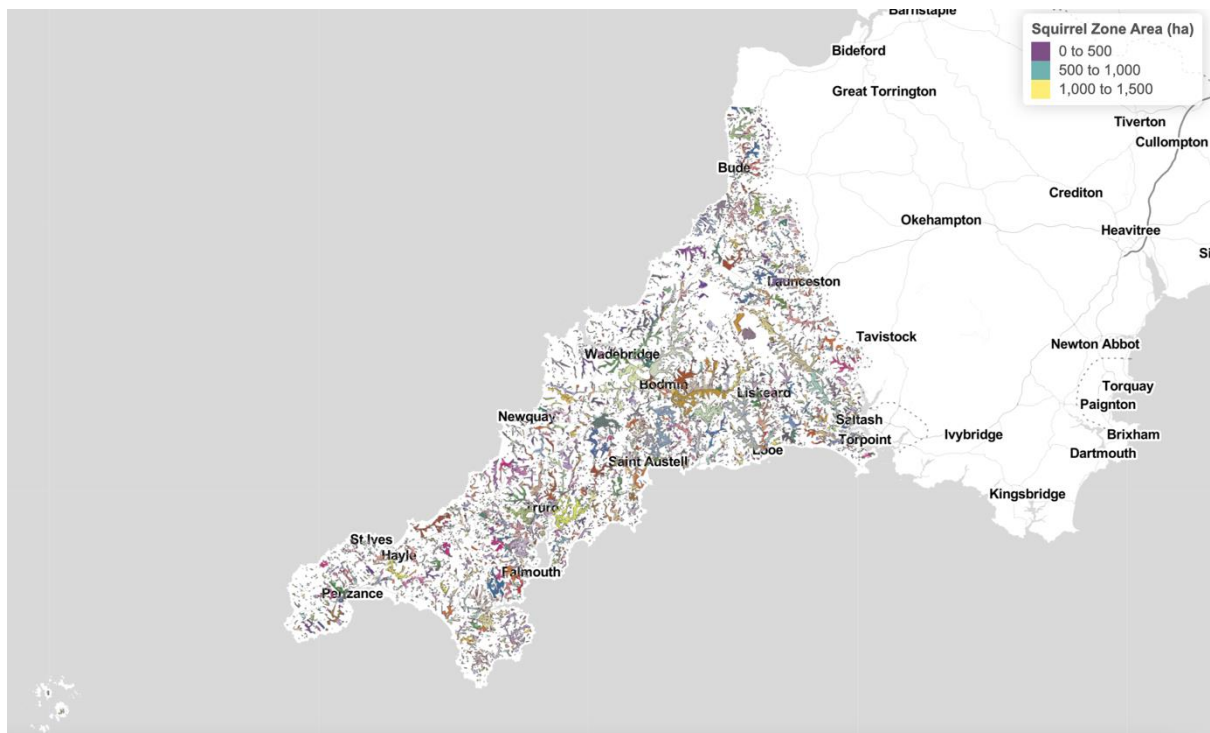 Barnstaple
Squirrel Zone Area (ha)
0 to 500
500 to 1,000
1,000 to 1,500
Bideford
Great Torrington
Tiverton
Cullompton
Bude
Crediton
Okehampton
Heavitree
Si
Launceston
Tavistock
Newton Abbot
Wadebridge
Bodmin
Liskeard
Torquay
Paignton
Newquay
Saltash
Torpoint
Ivybridge
Brixham
Looe
Dartmouth
Saint Austell
Kingsbridge
Truro
St Ives
Hayle
Falmouth
Penzance